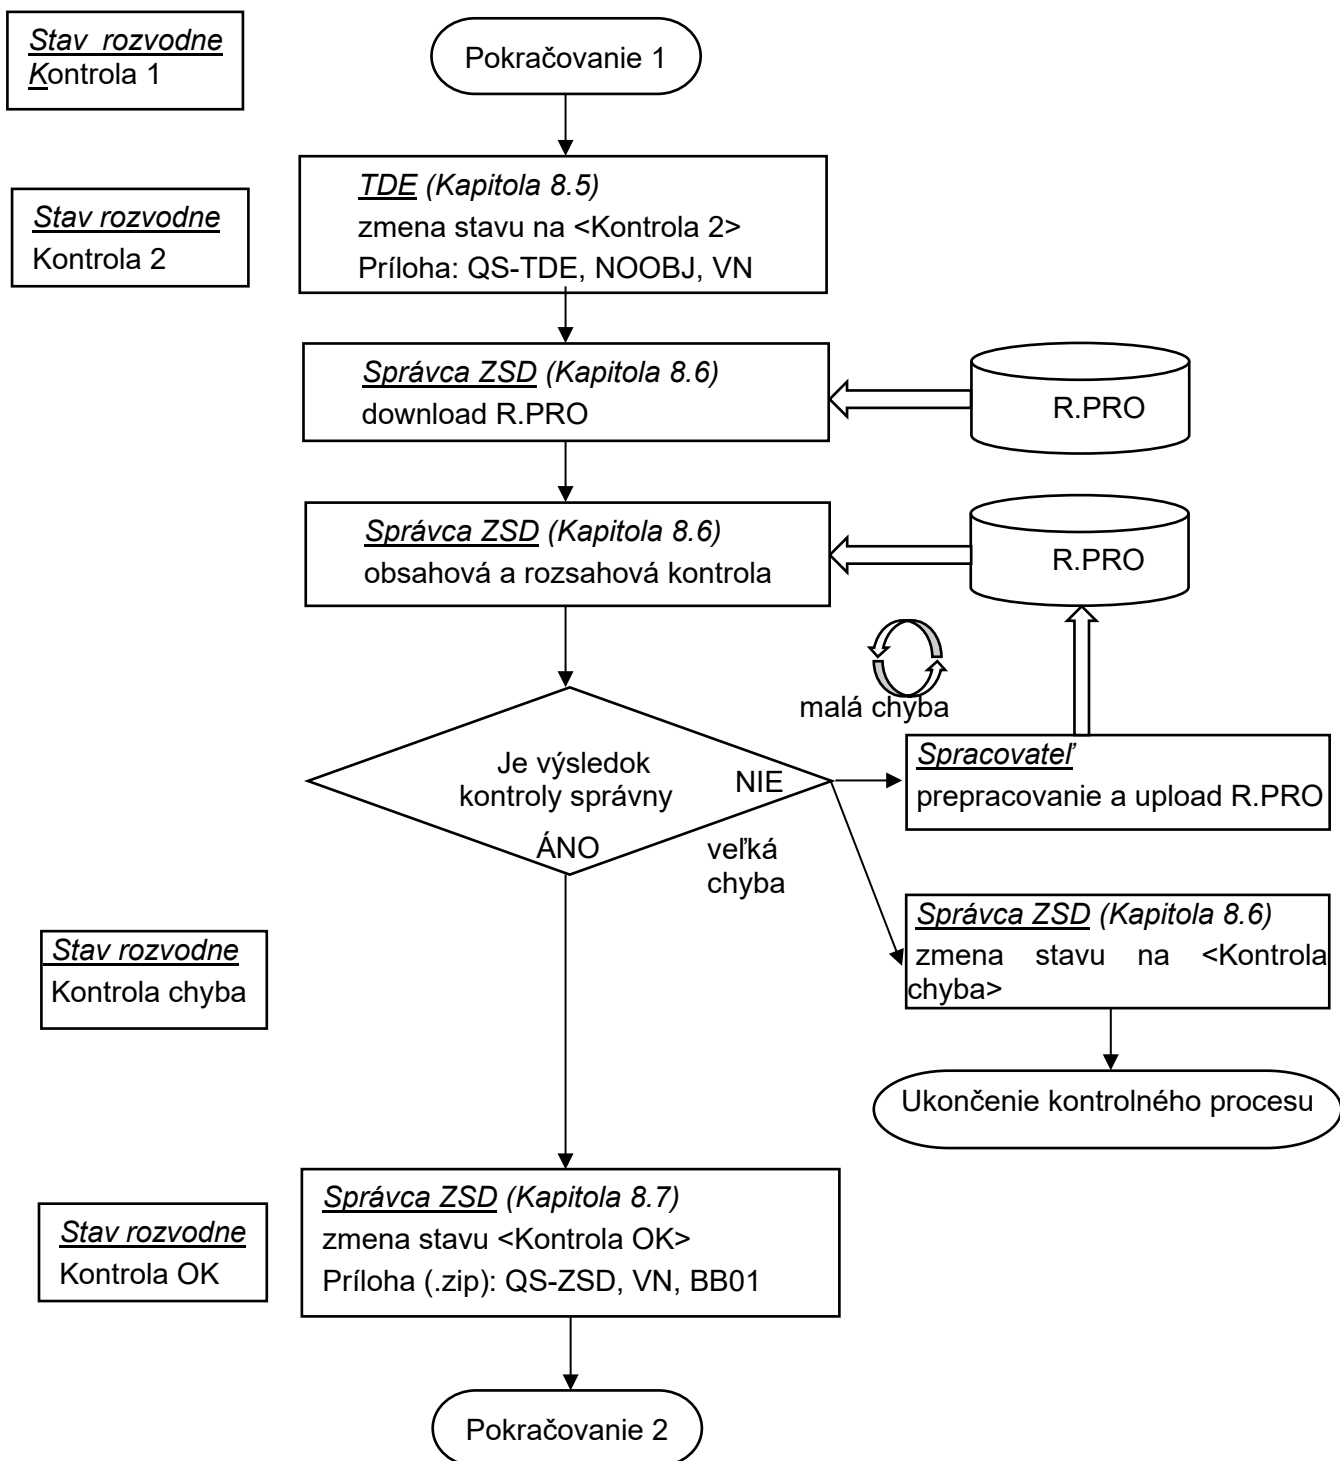 Stav rozvodne
Kontrola 1
Pokračovanie 1
TDE (Kapitola 8.5)
zmena stavu na <Kontrola 2>
Príloha: QS-TDE, NOOBJ, VN
Stav rozvodne
Kontrola 2
Správca ZSD (Kapitola 8.6)
download R.PRO
R.PRO
Správca ZSD (Kapitola 8.6)
obsahová a rozsahová kontrola
R.PRO
malá chyba
Je výsledok
kontroly správny
NIE
ÁNO
veľká
chyba
Spracovateľ
prepracovanie a upload R.PRO
Správca ZSD (Kapitola 8.6)
zmena stavu na <Kontrola
chyba>
Stav rozvodne
Kontrola chyba
Ukončenie kontrolného procesu
Správca ZSD (Kapitola 8.7)
zmena stavu <Kontrola OK>
Príloha (.zip): QS-ZSD, VN, BB01
Stav rozvodne
Kontrola OK
Pokračovanie 2